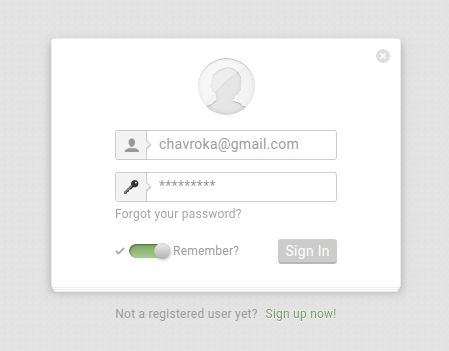 chavroka@gmail.com
*********
Forgot your password?
Remember?
Sign In
Not a registered user yet? Sign up now!